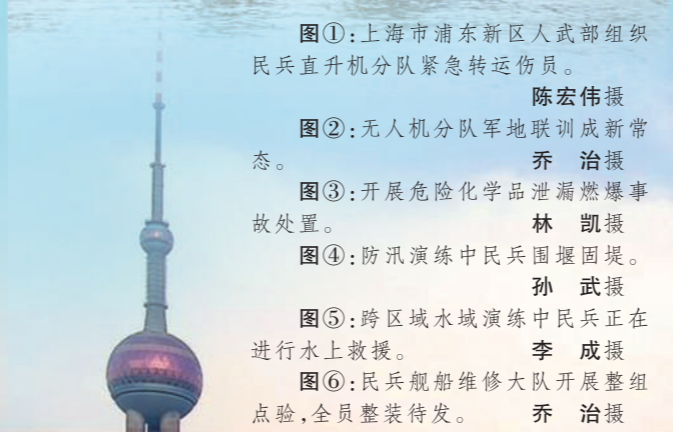 图①:上海市浦东新区人武部组织
民兵直升机分队紧急转运伤员。
陈宏伟摄
图②:无人机分队军地联训成新常
态。 乔 治摄
图③:开展危险化学品泄漏燃爆事
故处置。 林 凯摄
图④:防汛演练中民兵围堰固堤。
孙 武摄
图⑤:跨区域水域演练中民兵正在
进行水上救援。 李 成摄
图⑥:民兵舰船维修大队开展整组
点验,全员整装待发。 乔 治摄